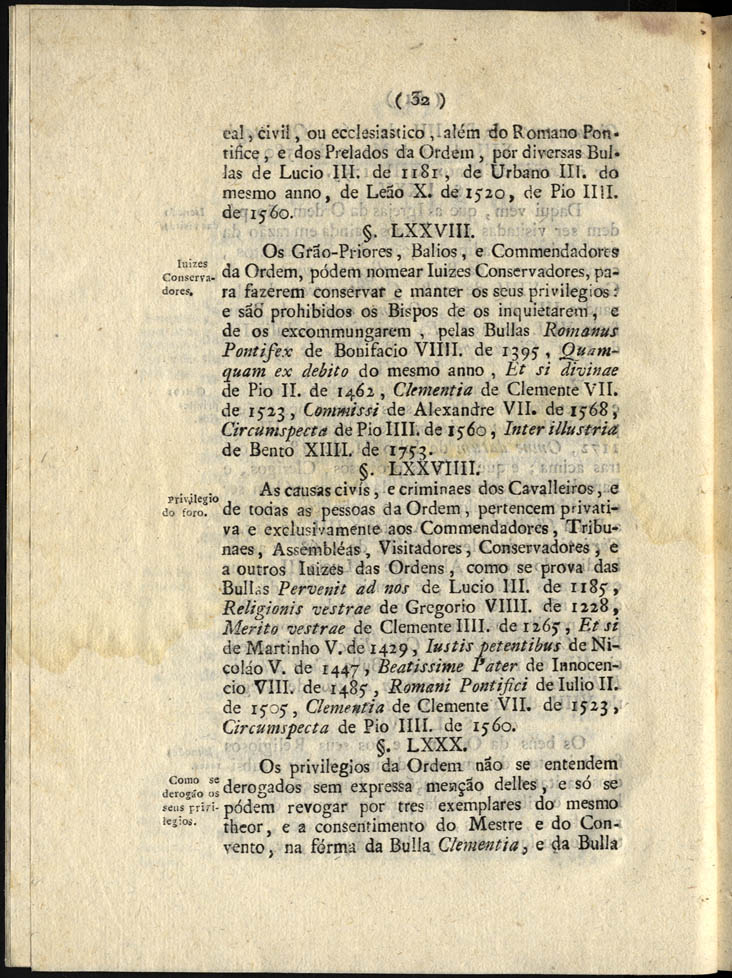 ( 32 )
eal, civil, ou ecclesiastico, além do Romano Pon-
tifice, e dos Prelados da Ordem, por diversas Bul-
las de Lucio III. de 1181, de Urbano III. do
mesmo anno, de Leão X. de 1520, de Pio IIII.
de 1560.
§. LXXVIII.
Iuizes
Conserva-
dores.
Os Grão-Priores, Balios, e Commendadores
da Ordem, pódem nomear Iuizes Conservadores, pa-
ra fazerem conservar e manter os seus privilegios:
e são prohibidos os Bispos de os inquietarem, e
de os excommungarem, pelas Bullas Romanus
Pontifex de Bonifacio VIIII. de 1395, Quam-
quam ex debito do mesmo anno, Et si divinae
de Pio II. de 1462, Clementia de Clemente VII.
de 1523, Commissi de Alexandre VII. de 1568,
Circumspecta de Pio IIII. de 1560, Inter illustria
de Bento XIIII. de 1753.
§. LXXVIIII.
Privilegio
do foro.
As causas civis, e criminaes dos Cavalleiros, e
de todas as pessoas da Ordem, pertencem privati-
va e exclusivamente aos Commendadores, Tribu-
naes, Assembléas, Visitadores, Conservadores, e
a outros Iuizes das Ordens, como se prova das
Bullas Pervenit ad nos de Lucio III. de 1185,
Religionis vestrae de Gregorio VIIII. de 1228,
Merito vestrae de Clemente IIII. de 1265, Et si
de Martinho V. de 1429, Iustis petentibus de Ni-
coláo V. de 1447, Beatissime Pater de Innocen-
cio VIII. de 1485, Romani Pontifici de Iulio II.
de 1505, Clementia de Clemente VII. de 1523,
Circumspecta de Pio IIII. de 1560.
§. LXXX.
Como se
derogão os
seus privi-
legios.
Os privilegios da Ordem não se entendem
derogados sem expressa menção delles, e só se
pódem revogar por tres exemplares do mesmo
theor, e a consentimento do Mestre e do Con-
vento, na fórma da Bulla Clementia, e da Bulla